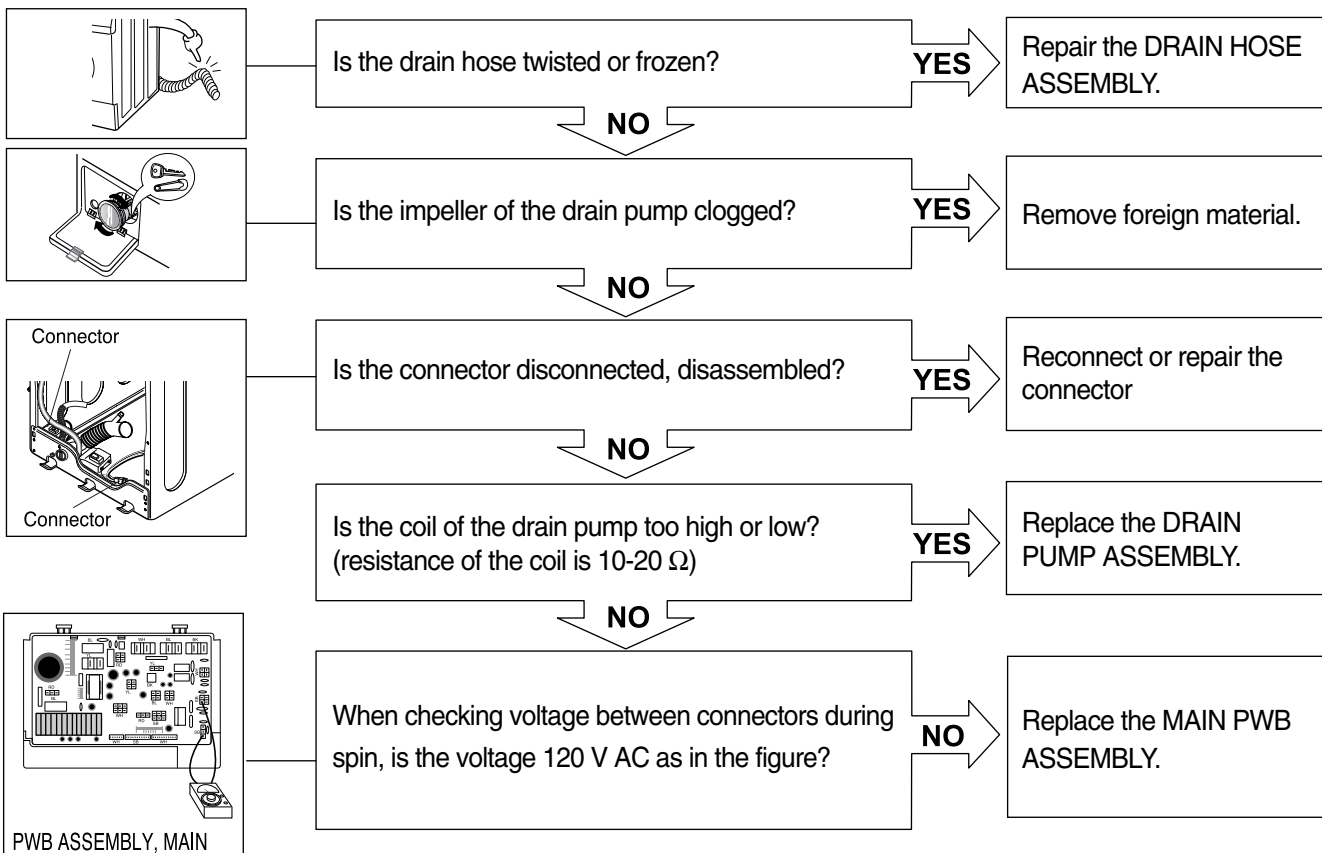 Is the drain hose twisted or frozen?
YES
Repair the DRAIN HOSE
ASSEMBLY.
NO
Is the impeller of the drain pump clogged?
YES
Remove foreign material.
NO
Connector
Connector
Is the connector disconnected, disassembled?
YES
Reconnect or repair the
connector
NO
Is the coil of the drain pump too high or low?
(resistance of the coil is 10-20 Ω)
YES
Replace the DRAIN
PUMP ASSEMBLY.
NO
When checking voltage between connectors during
spin, is the voltage 120 V AC as in the figure?
NO
Replace the MAIN PWB
ASSEMBLY.
PWB ASSEMBLY, MAIN